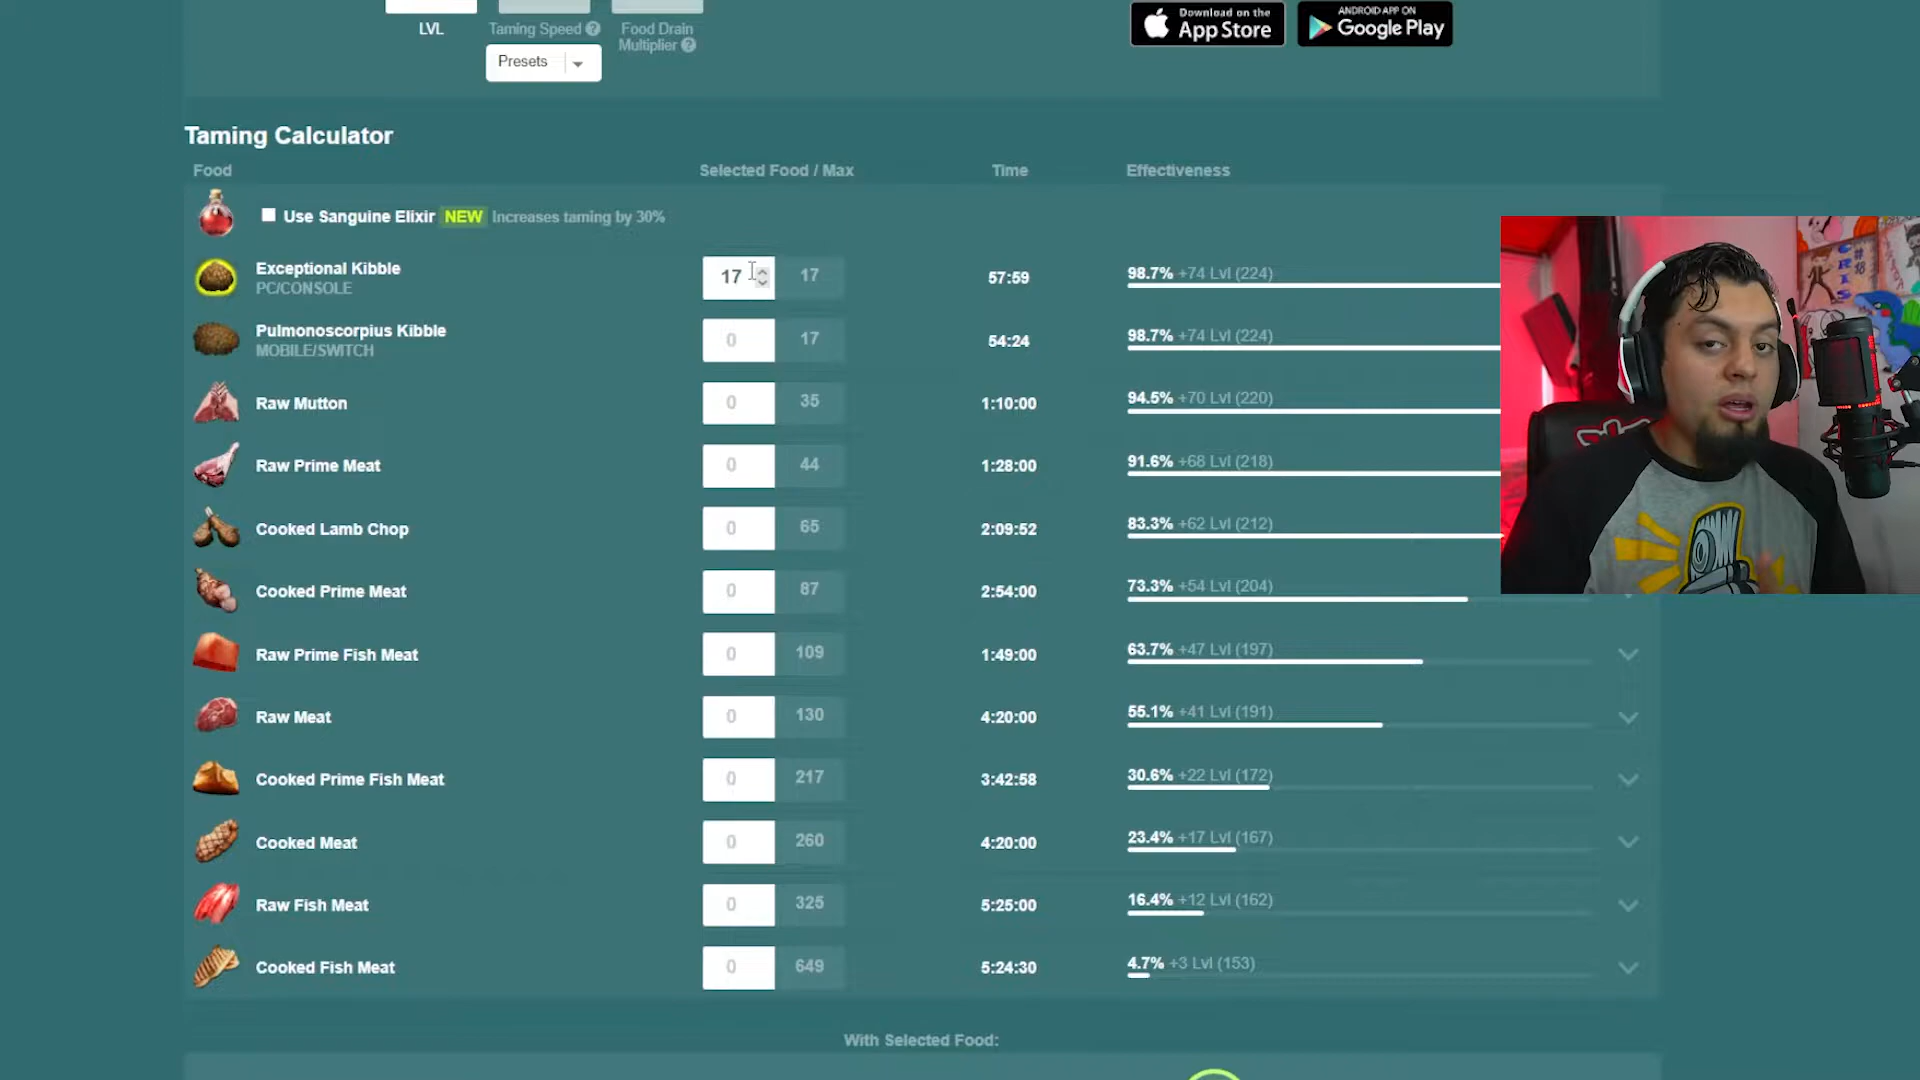 LVL
Taming Speed ?
Food Drain
Multiplier ?
Presets
Download on the
App Store
ANDROID APP ON
Google Play
Taming Calculator
Food Selected Food / Max Time Effectiveness
Use Sanguine Elixir NEW Increases taming by 30%
Exceptional Kibble
PC/CONSOLE
17 17 57:59 98.7% +74 Lvl (224)
Pulmonoscorpius Kibble
MOBILE/SWITCH
0 17 54:24 98.7% +74 Lvl (224)
Raw Mutton 0 35 1:10:00 94.5% +70 Lvl (220)
Raw Prime Meat 0 44 1:28:00 91.6% +68 Lvl (218)
Cooked Lamb Chop 0 65 2:09:52 83.3% +62 Lvl (212)
Cooked Prime Meat 0 87 2:54:00 73.3% +54 Lvl (204)
Raw Prime Fish Meat 0 109 1:49:00 63.7% +47 Lvl (197)
Raw Meat 0 130 4:20:00 55.1% +41 Lvl (191)
Cooked Prime Fish Meat 0 217 3:42:58 30.6% +22 Lvl (172)
Cooked Meat 0 260 4:20:00 23.4% +17 Lvl (167)
Raw Fish Meat 0 325 5:25:00 16.4% +12 Lvl (162)
Cooked Fish Meat 0 649 5:24:30 4.7% +3 Lvl (153)
With Selected Food:
CRIS
#18